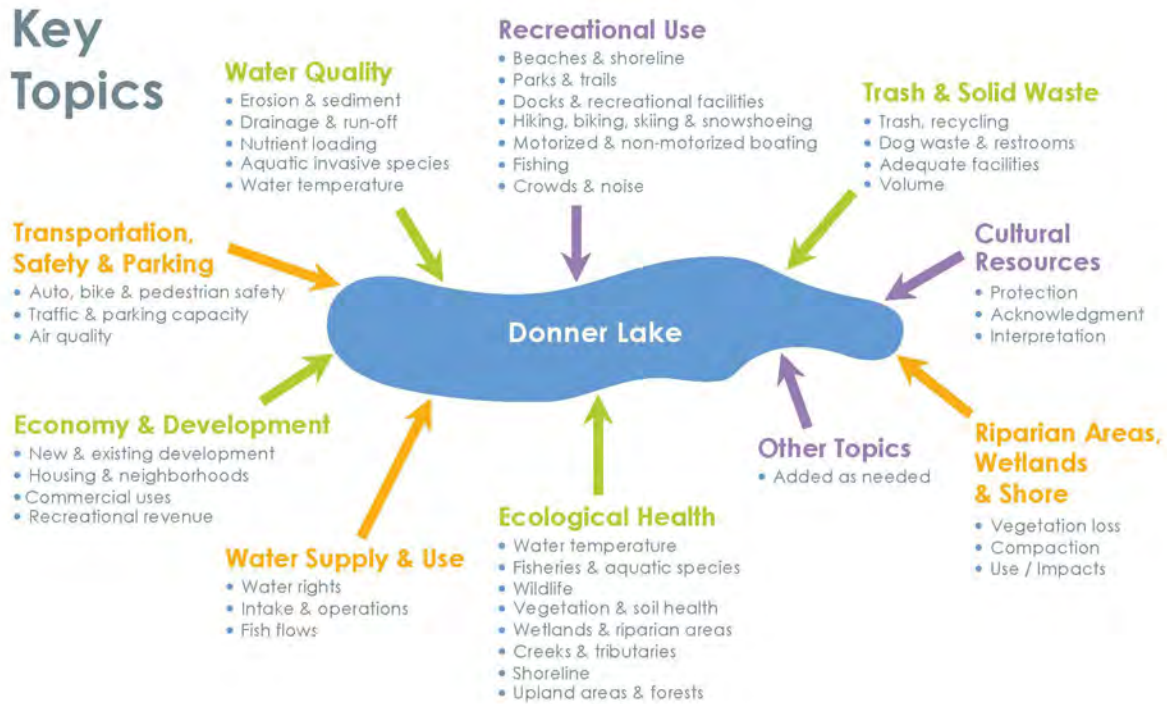 Key
Topics
Water Quality
• Erosion & sediment
• Drainage & run-off
• Nutrient loading
• Aquatic invasive species
• Water temperature
Recreational Use
• Beaches & shoreline
• Parks & trails
• Docks & recreational facilities
• Hiking, biking, skiing & snowshoeing
• Motorized & non-motorized boating
• Fishing
• Crowds & noise
Trash & Solid Waste
• Trash, recycling
• Dog waste & restrooms
• Adequate facilities
• Volume
Transportation,
Safety & Parking
• Auto, bike & pedestrian safety
• Traffic & parking capacity
• Air quality
Cultural
Resources
• Protection
• Acknowledgment
• Interpretation
Donner Lake
Economy & Development
• New & existing development
• Housing & neighborhoods
• Commercial uses
• Recreational revenue
Water Supply & Use
• Water rights
• Intake & operations
• Fish flows
Ecological Health
• Water temperature
• Fisheries & aquatic species
• Wildlife
• Vegetation & soil health
• Wetlands & riparian areas
• Creeks & tributaries
• Shoreline
• Upland areas & forests
Other Topics
• Added as needed
Riparian Areas,
Wetlands
& Shore
• Vegetation loss
• Compaction
• Use / Impacts